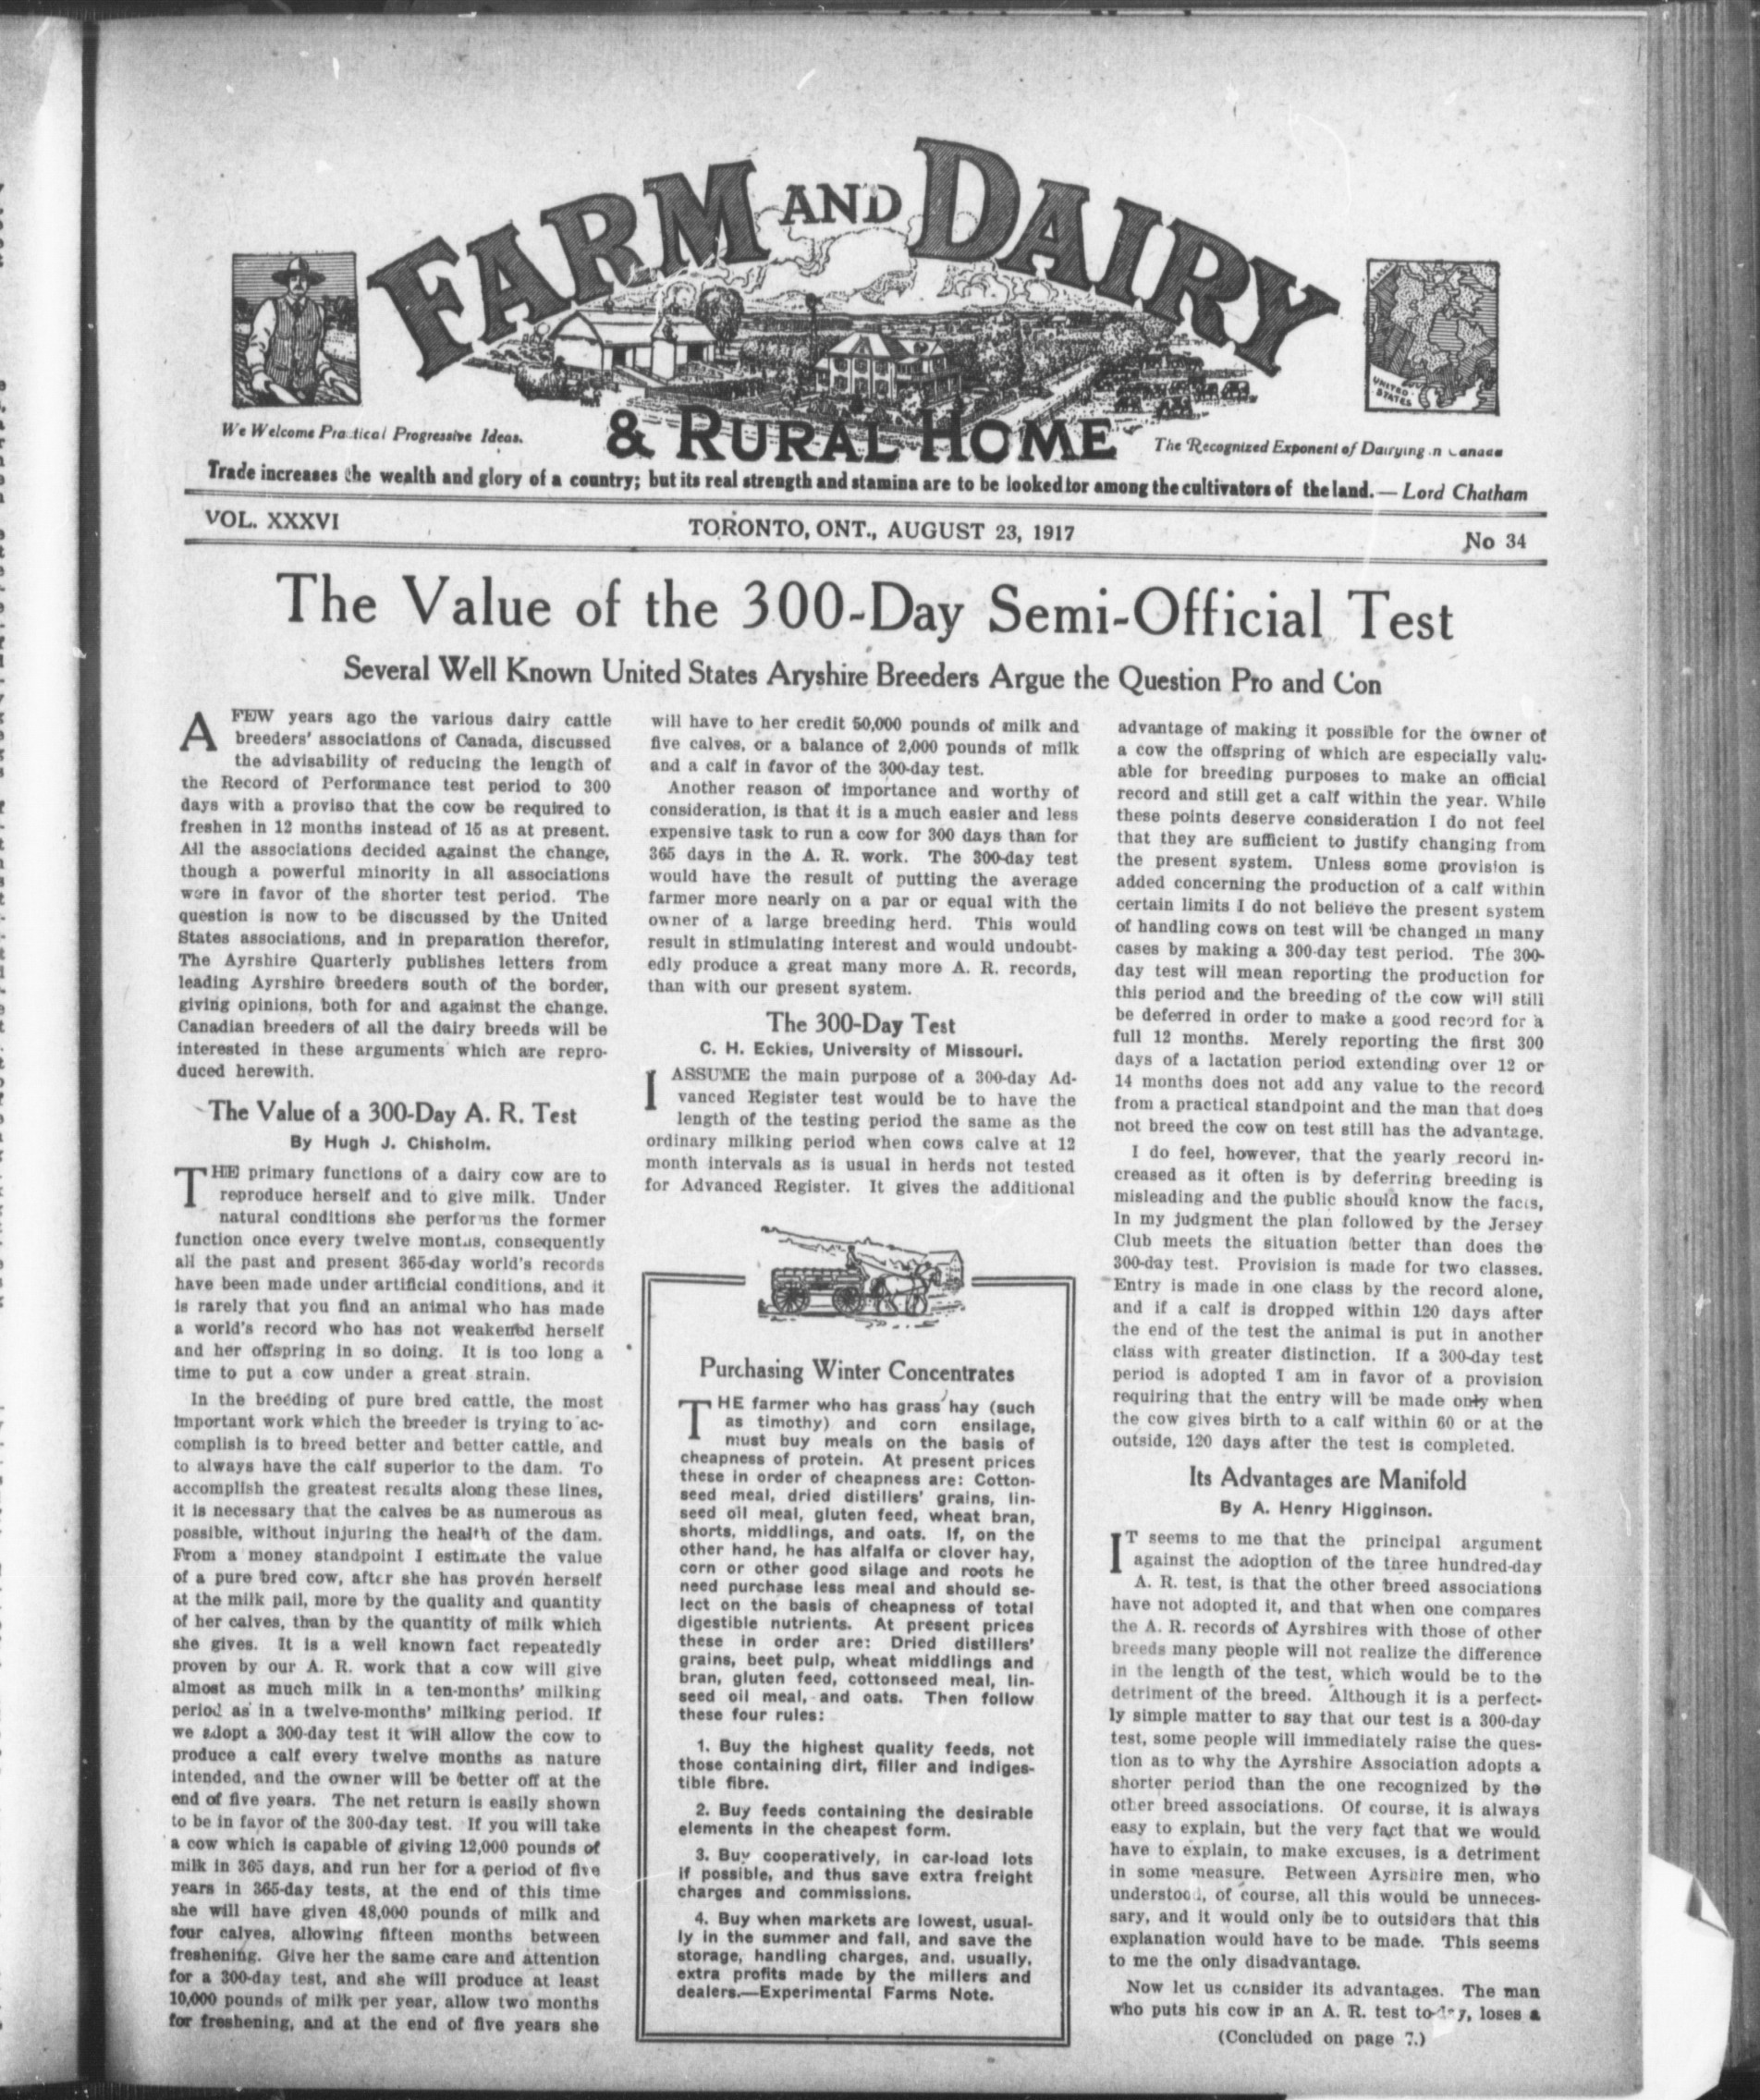 FARM AND DAIRY
& RURAL HOME
We Welcome Practical Progressive Ideas.
The Recognized Exponent of Dairying in Canada
UNITED
STATES
Trade increases the wealth and glory of a country; but its real strength and stamina are to be looked for among the cultivators of the land. — Lord Chatham
VOL. XXXVI
TORONTO, ONT., AUGUST 23, 1917
No 34
The Value of the 300-Day Semi-Official Test
Several Well Known United States Aryshire Breeders Argue the Question Pro and Con
A FEW years ago the various dairy cattle
breeders' associations of Canada, discussed
the advisability of reducing the length of
the Record of Performance test period to 300
days with a proviso that the cow be required to
freshen in 12 months instead of 15 as at present.
All the associations decided against the change,
though a powerful minority in all associations
were in favor of the shorter test period. The
question is now to be discussed by the United
States associations, and in preparation therefor,
The Ayrshire Quarterly publishes letters from
leading Ayrshire breeders south of the border,
giving opinions, both for and against the change.
Canadian breeders of all the dairy breeds will be
interested in these arguments which are repro-
duced herewith.
The Value of a 300-Day A. R. Test
By Hugh J. Chisholm.
THE primary functions of a dairy cow are to
reproduce herself and to give milk. Under
natural conditions she performs the former
function once every twelve months, consequently
all the past and present 365-day world's records
have been made under artificial conditions, and it
is rarely that you find an animal who has made
a world's record who has not weakened herself
and her offspring in so doing. It is too long a
time to put a cow under a great strain.
In the breeding of pure bred cattle, the most
important work which the breeder is trying to ac-
complish is to breed better and better cattle, and
to always have the calf superior to the dam. To
accomplish the greatest results along these lines,
it is necessary that the calves be as numerous as
possible, without injuring the health of the dam.
From a money standpoint I estimate the value
of a pure bred cow, after she has proven herself
at the milk pail, more by the quality and quantity
of her calves, than by the quantity of milk which
she gives. It is a well known fact repeatedly
proven by our A. R. work that a cow will give
almost as much milk in a ten-months' milking
period as in a twelve-months' milking period. If
we adopt a 300-day test it will allow the cow to
produce a calf every twelve months as nature
intended, and the owner will be better off at the
end of five years. The net return is easily shown
to be in favor of the 300-day test. If you will take
a cow which is capable of giving 12,000 pounds of
milk in 365 days, and run her for a period of five
years in 365-day tests, at the end of this time
she will have given 48,000 pounds of milk and
four calves, allowing fifteen months between
freshening. Give her the same care and attention
for a 300-day test, and she will produce at least
10,000 pounds of milk per year, allow two months
for freshening, and at the end of five years she
will have to her credit 50,000 pounds of milk and
five calves, or a balance of 2,000 pounds of milk
and a calf in favor of the 300-day test.
Another reason of importance and worthy of
consideration, is that it is a much easier and less
expensive task to run a cow for 300 days than for
365 days in the A. R. work. The 300-day test
would have the result of putting the average
farmer more nearly on a par or equal with the
owner of a large breeding herd. This would
result in stimulating interest and would undoubt-
edly produce a great many more A. R. records,
than with our present system.
The 300-Day Test
C. H. Eckies, University of Missouri.
I ASSUME the main purpose of a 300-day Ad-
vanced Register test would be to have the
length of the testing period the same as the
ordinary milking period when cows calve at 12
month intervals as is usual in herds not tested
for Advanced Register. It gives the additional
Purchasing Winter Concentrates
THE farmer who has grass hay (such
as timothy) and corn ensilage,
must buy meals on the basis of
cheapness of protein. At present prices
these in order of cheapness are: Cotton-
seed meal, dried distillers' grains, lin-
seed oil meal, gluten feed, wheat bran,
shorts, middlings, and oats. If, on the
other hand, he has alfalfa or clover hay,
corn or other good silage and roots he
need purchase less meal and should se-
lect on the basis of cheapness of total
digestible nutrients. At present prices
these in order are: Dried distillers'
grains, beet pulp, wheat middlings and
bran, gluten feed, cottonseed meal, lin-
seed oil meal, and oats. Then follow
these four rules:
1. Buy the highest quality feeds, not
those containing dirt, filler and indiges-
tible fibre.
2. Buy feeds containing the desirable
elements in the cheapest form.
3. Buy cooperatively, in car-load lots
if possible, and thus save extra freight
charges and commissions.
4. Buy when markets are lowest, usual-
ly in the summer and fall, and save the
storage, handling charges, and, usually,
extra profits made by the millers and
dealers.—Experimental Farms Note.
advantage of making it possible for the owner of
a cow the offspring of which are especially valu-
able for breeding purposes to make an official
record and still get a calf within the year. While
these points deserve consideration I do not feel
that they are sufficient to justify changing from
the present system. Unless some provision is
added concerning the production of a calf within
certain limits I do not believe the present system
of handling cows on test will be changed in many
cases by making a 300-day test period. The 300-
day test will mean reporting the production for
this period and the breeding of the cow will still
be deferred in order to make a good record for a
full 12 months. Merely reporting the first 300
days of a lactation period extending over 12 or
14 months does not add any value to the record
from a practical standpoint and the man that does
not breed the cow on test still has the advantage.
I do feel, however, that the yearly record in-
creased as it often is by deferring breeding is
misleading and the public should know the facts,
In my judgment the plan followed by the Jersey
Club meets the situation better than does the
300-day test. Provision is made for two classes.
Entry is made in one class by the record alone,
and if a calf is dropped within 120 days after
the end of the test the animal is put in another
class with greater distinction. If a 300-day test
period is adopted I am in favor of a provision
requiring that the entry will be made only when
the cow gives birth to a calf within 60 or at the
outside, 120 days after the test is completed.
Its Advantages are Manifold
By A. Henry Higginson.
IT seems to me that the principal argument
against the adoption of the three hundred-day
A. R. test, is that the other breed associations
have not adopted it, and that when one compares
the A. R. records of Ayrshires with those of other
breeds many people will not realize the difference
in the length of the test, which would be to the
detriment of the breed. Although it is a perfect-
ly simple matter to say that our test is a 300-day
test, some people will immediately raise the ques-
tion as to why the Ayrshire Association adopts a
shorter period than the one recognized by the
other breed associations. Of course, it is always
easy to explain, but the very fact that we would
have to explain, to make excuses, is a detriment
in some measure. Between Ayrshire men, who
understood, of course, all this would be unneces-
sary, and it would only be to outsiders that this
explanation would have to be made. This seems
to me the only disadvantage.
Now let us consider its advantages. The man
who puts his cow in an A. R. test to-day, loses a
(Concluded on page 7.)